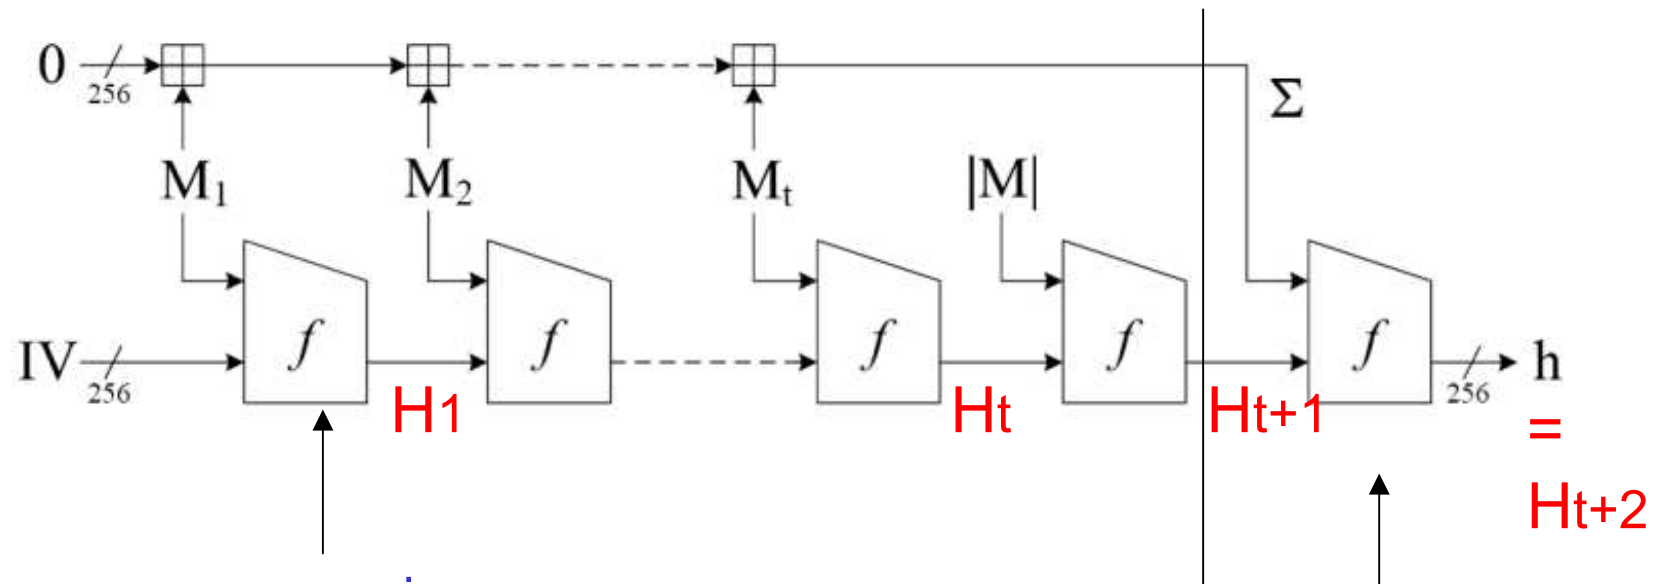 0
256
Σ
M₁ M₂ Mₜ |M|
f f f f f
IV
256
256
h
H1 Ht Ht+1
=
Ht+2